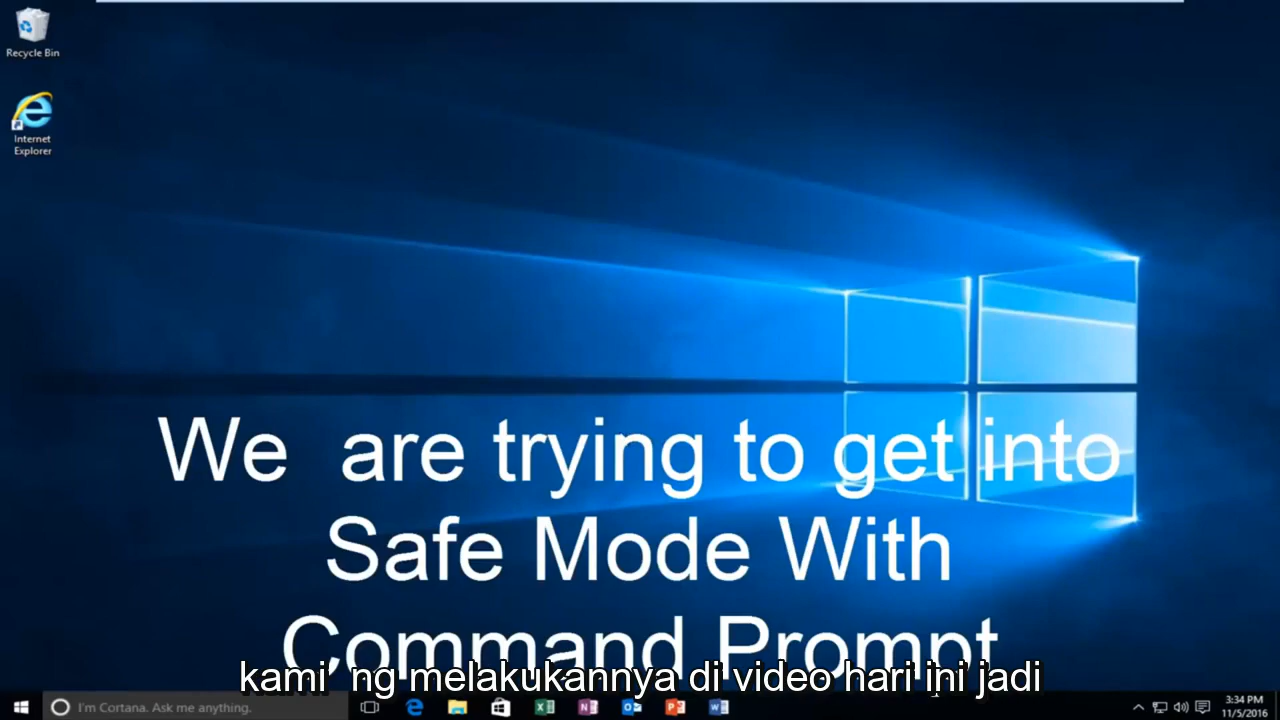 Recycle Bin
Internet
Explorer
We are trying to get into
Safe Mode With
Command Prompt
kami ng melakukannya di video hari ini jadi
I'm Cortana. Ask me anything.
3:34 PM
11/5/2016